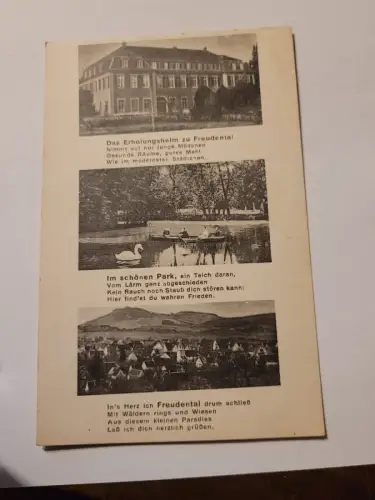 Das Erholungsheim zu Freudental
Nimmt auf nur junge Mädchen
Gesunde Räume, gutes Mahl
Wie im modernsten Städtchen.
Im schönen Park, ein Teich daran,
Vom Lärm ganz abgeschieden
Kein Rauch noch Staub dich stören kann:
Hier find'st du wahren Frieden.
In's Herz ich Freudental drum schließ
Mit Wäldern rings und Wiesen
Aus diesem kleinen Paradies
Laß ich dich herzlich grüßen.